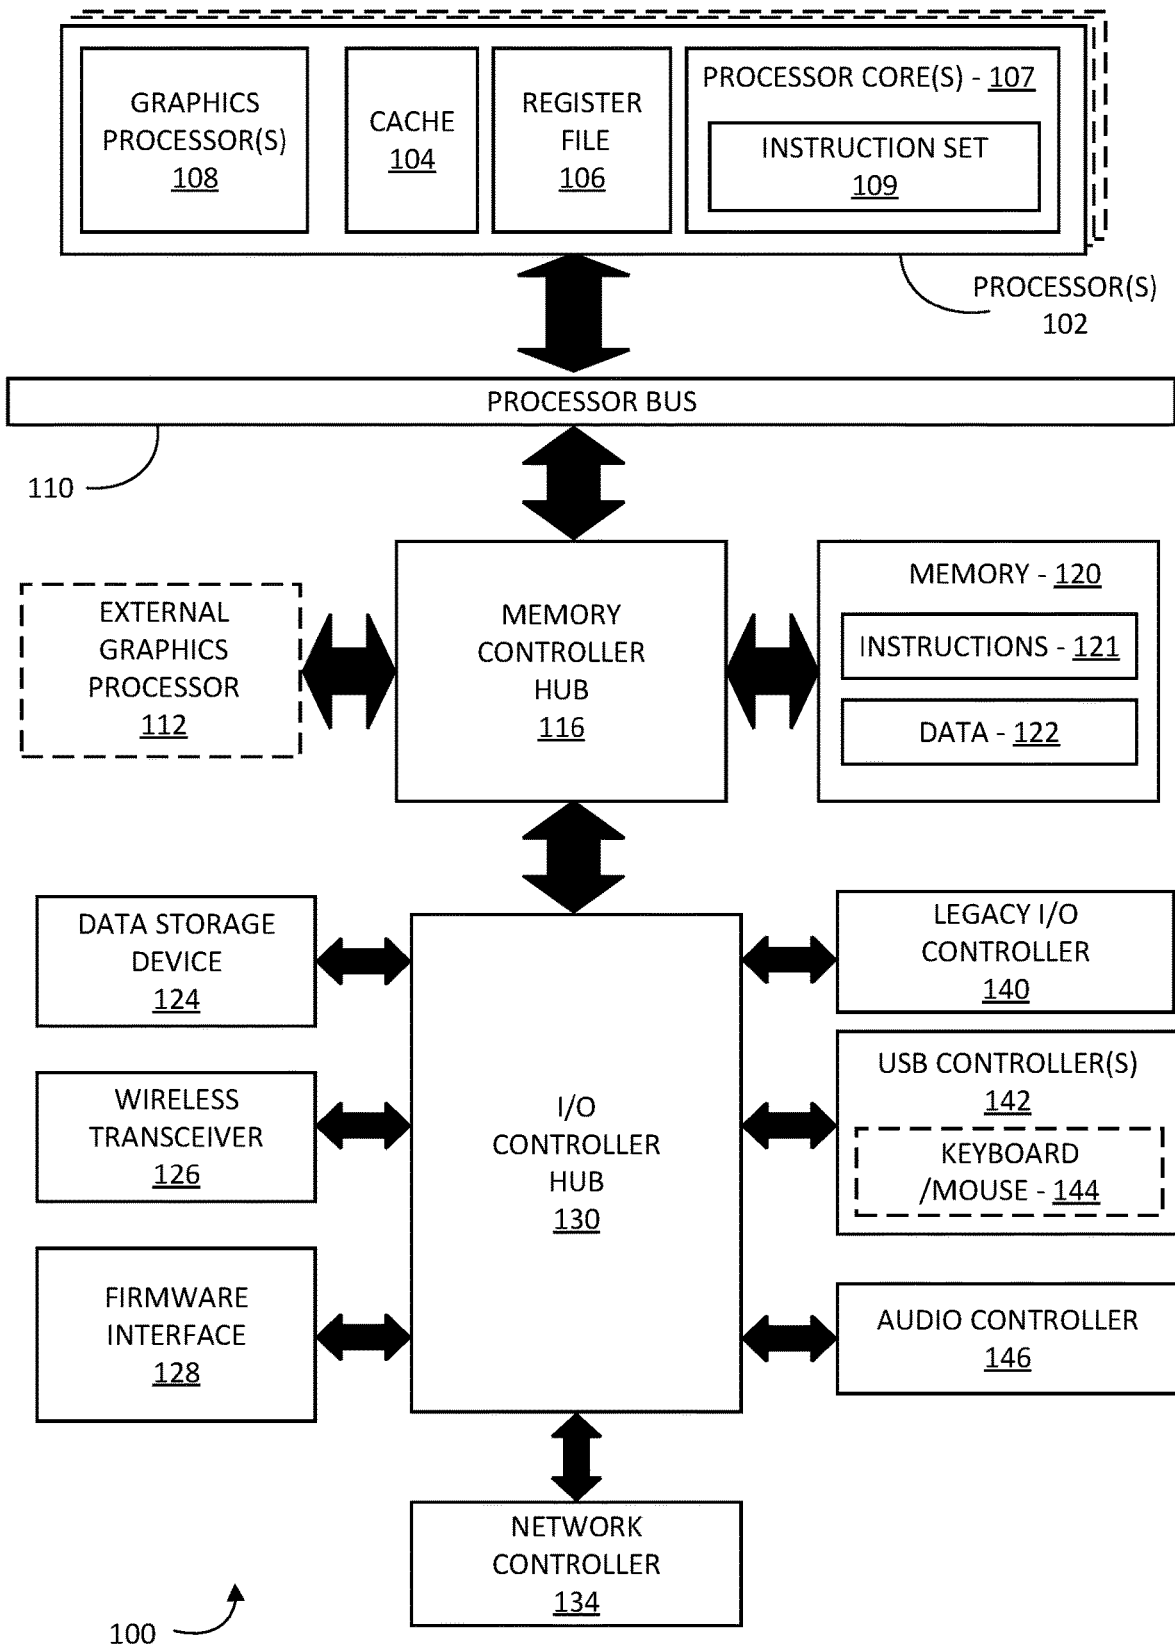 GRAPHICS
PROCESSOR(S)
108
CACHE
104
REGISTER
FILE
106
PROCESSOR CORE(S) - 107
INSTRUCTION SET
109
PROCESSOR(S)
102
PROCESSOR BUS
110
EXTERNAL
GRAPHICS
PROCESSOR
112
MEMORY
CONTROLLER
HUB
116
MEMORY - 120
INSTRUCTIONS - 121
DATA - 122
DATA STORAGE
DEVICE
124
WIRELESS
TRANSCEIVER
126
FIRMWARE
INTERFACE
128
I/O
CONTROLLER
HUB
130
LEGACY I/O
CONTROLLER
140
USB CONTROLLER(S)
142
KEYBOARD
/MOUSE - 144
AUDIO CONTROLLER
146
NETWORK
CONTROLLER
134
100